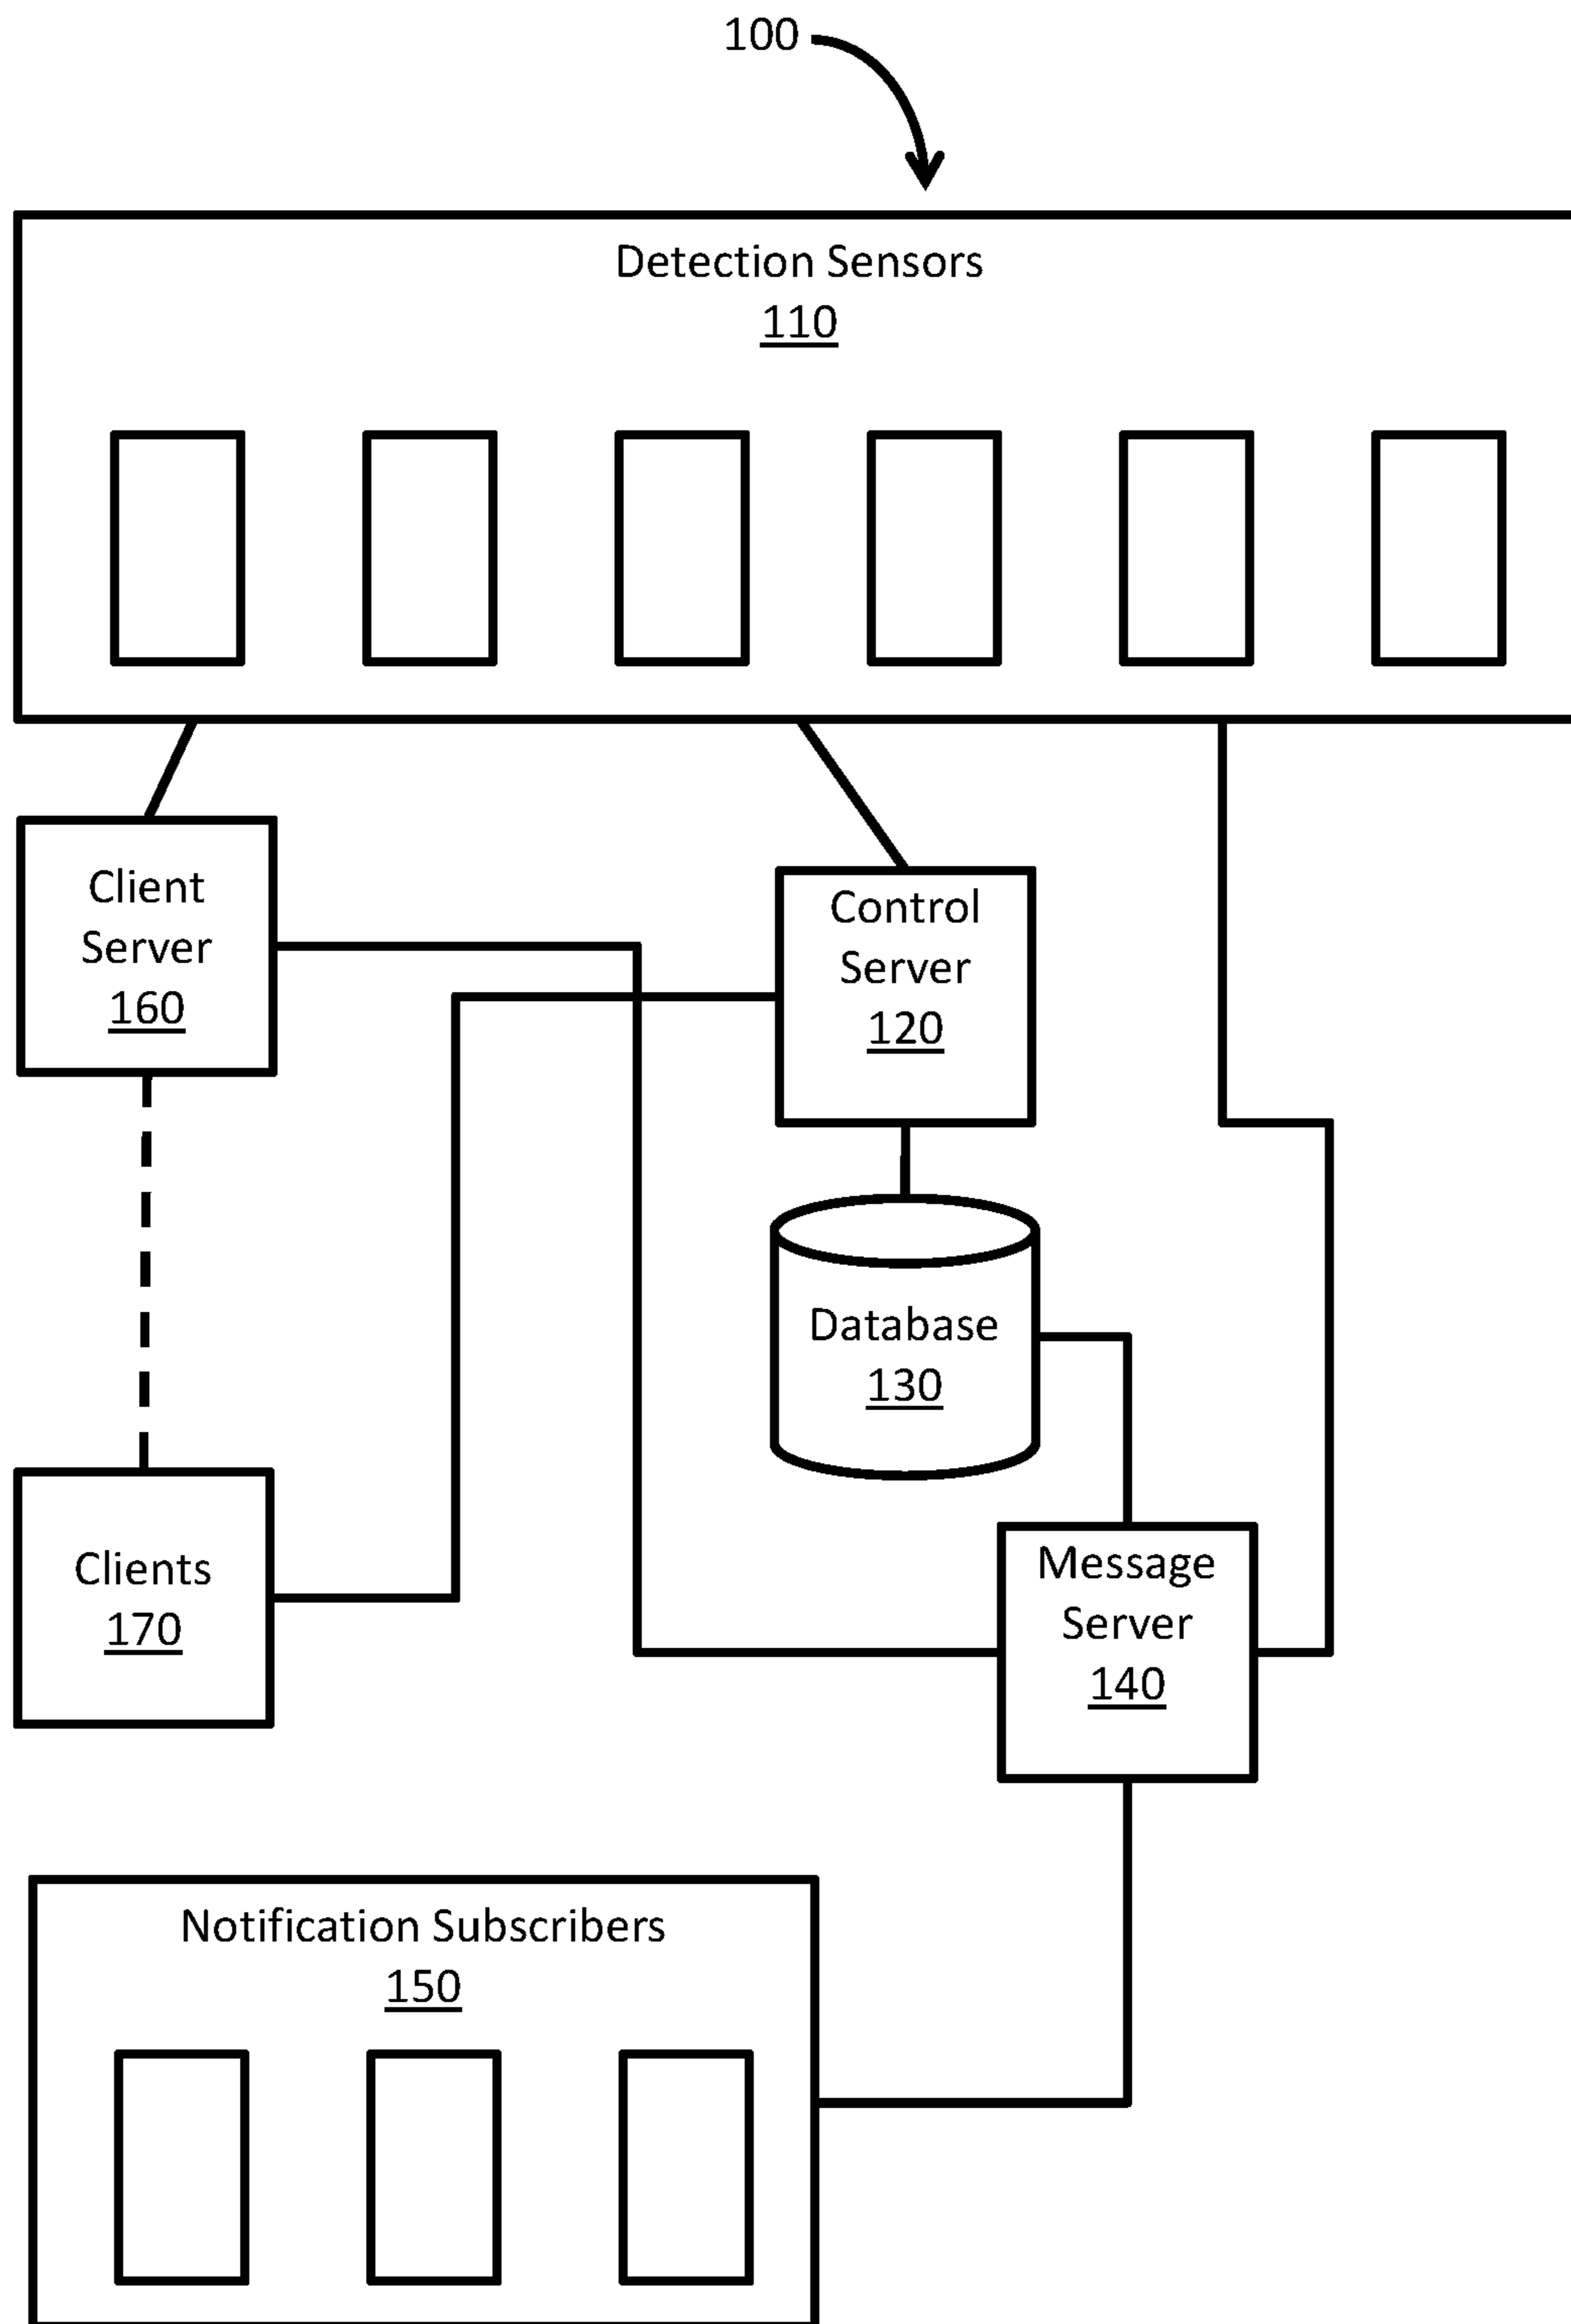 100
Detection Sensors
110
Client
Server
160
Control
Server
120
Database
130
Clients
170
Message
Server
140
Notification Subscribers
150